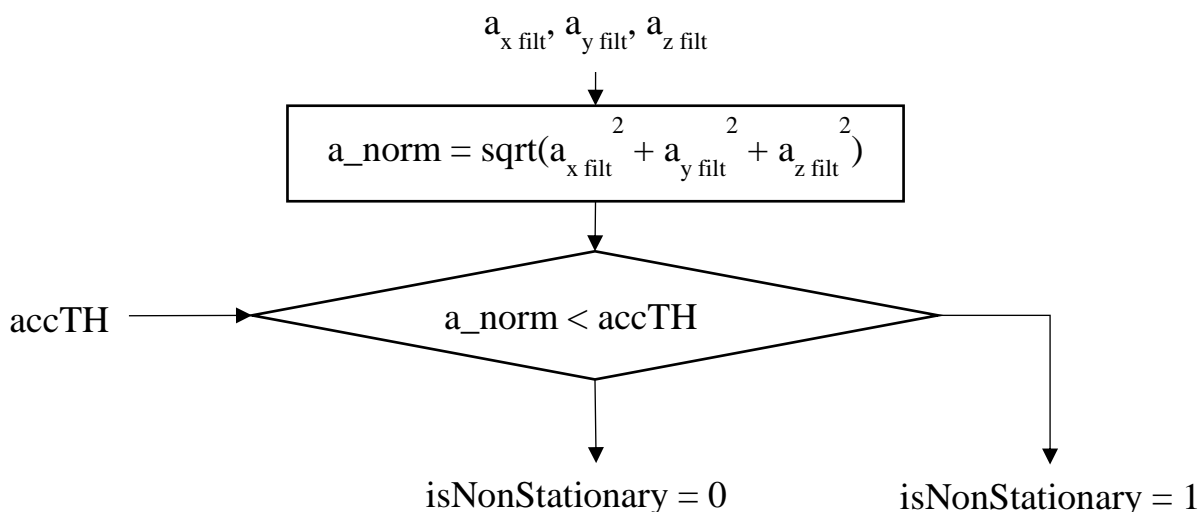 a_x filt, a_y filt, a_z filt
a_norm = sqrt(a_x filt^2 + a_y filt^2 + a_z filt^2)
accTH
a_norm < accTH
isNonStationary = 0
isNonStationary = 1